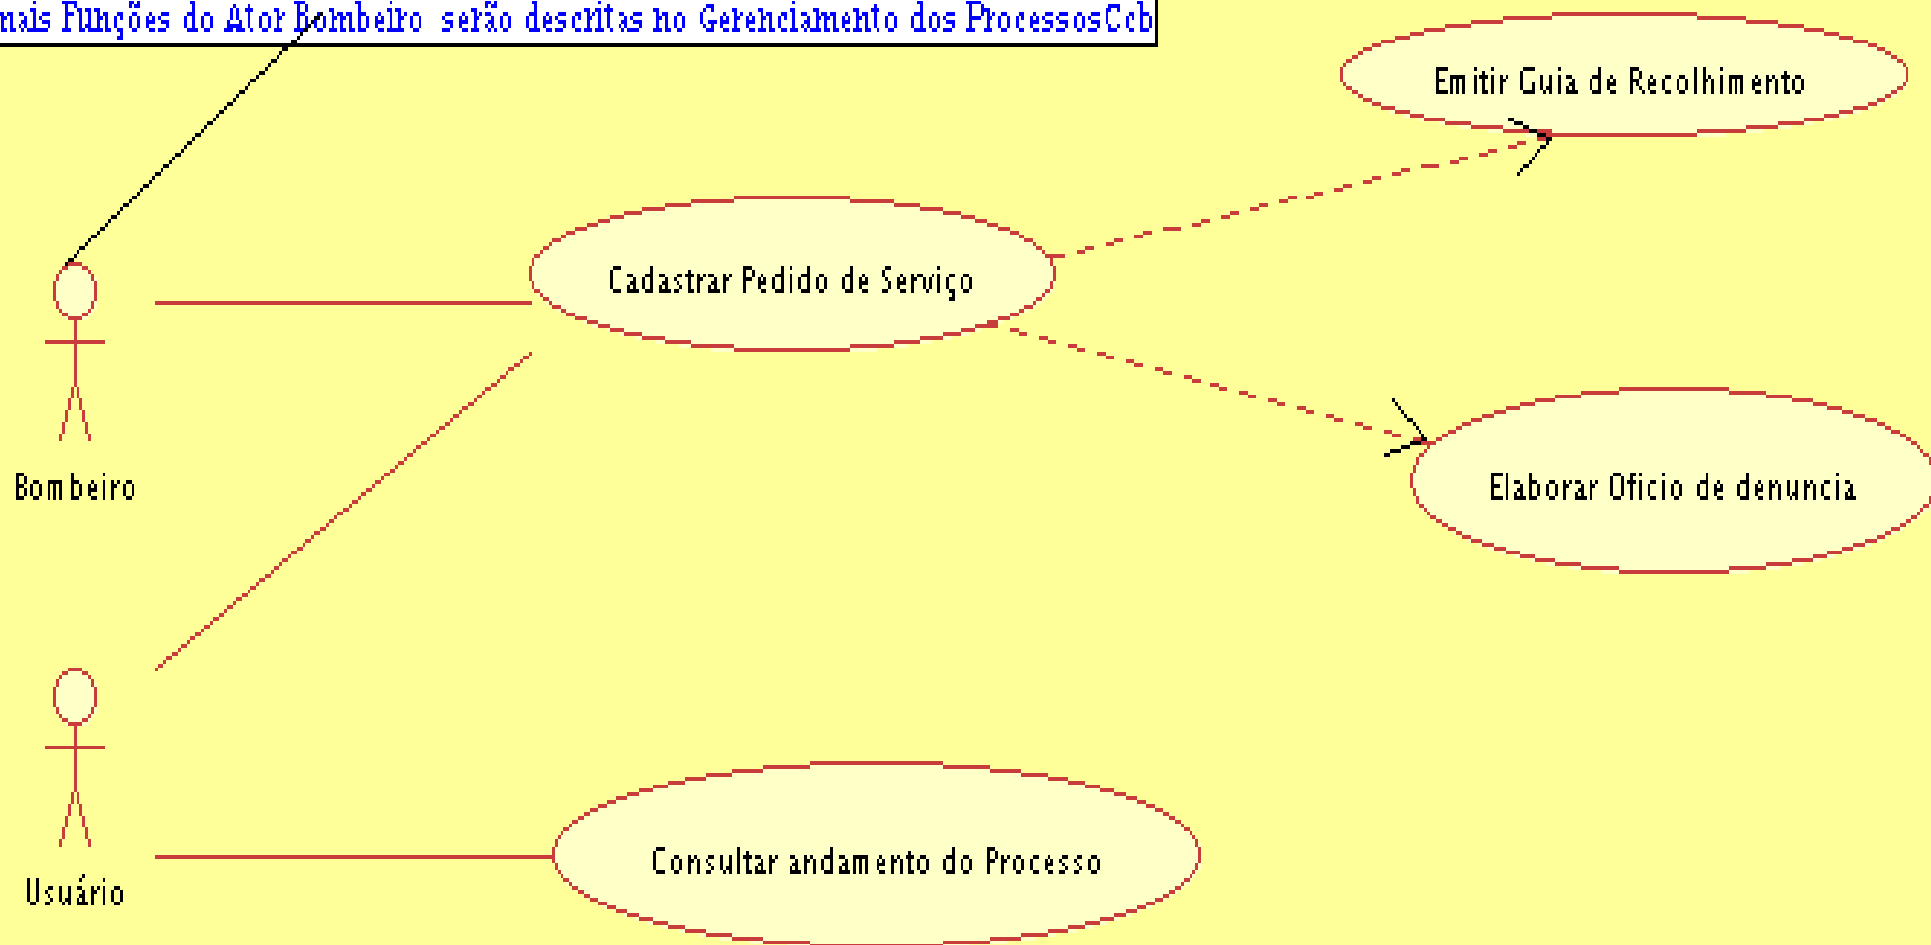 mais Funções do Ator Bombeiro serão descritas no Gerenciamento dos ProcessosCcb
Emitir Guia de Recolhimento
Cadastrar Pedido de Serviço
Bombeiro
Elaborar Oficio de denuncia
Consultar andamento do Processo
Usuário